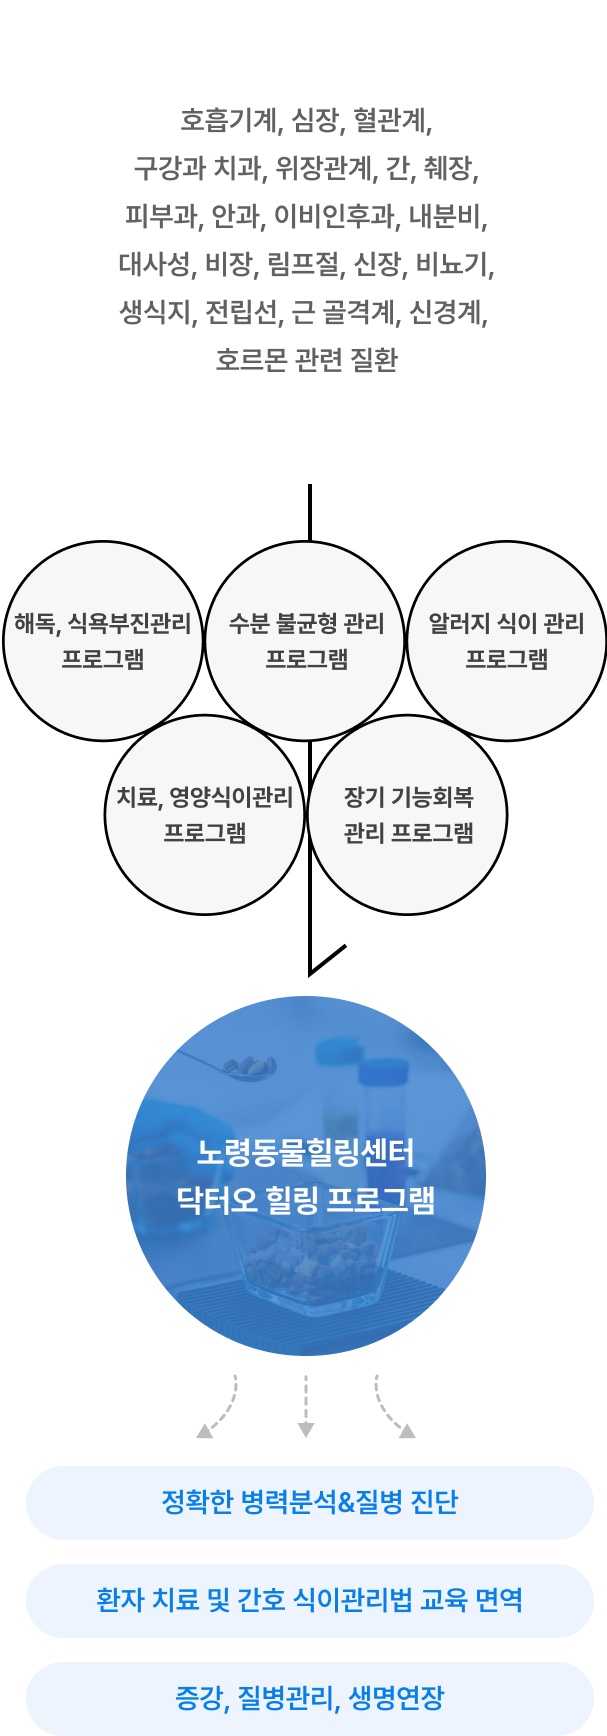 호흡기계, 심장, 혈관계,
구강과 치과, 위장관계, 간, 췌장,
피부과, 안과, 이비인후과, 내분비,
대사성, 비장, 림프절, 신장, 비뇨기,
생식지, 전립선, 근 골격계, 신경계,
호르몬 관련 질환
해독, 식욕부진관리
프로그램
수분 불균형 관리
프로그램
알러지 식이 관리
프로그램
치료, 영양식이관리
프로그램
장기 기능회복
관리 프로그램
노령동물힐링센터
닥터오 힐링 프로그램
정확한 병력분석&질병 진단
환자 치료 및 간호 식이관리법 교육 면역
증강, 질병관리, 생명연장